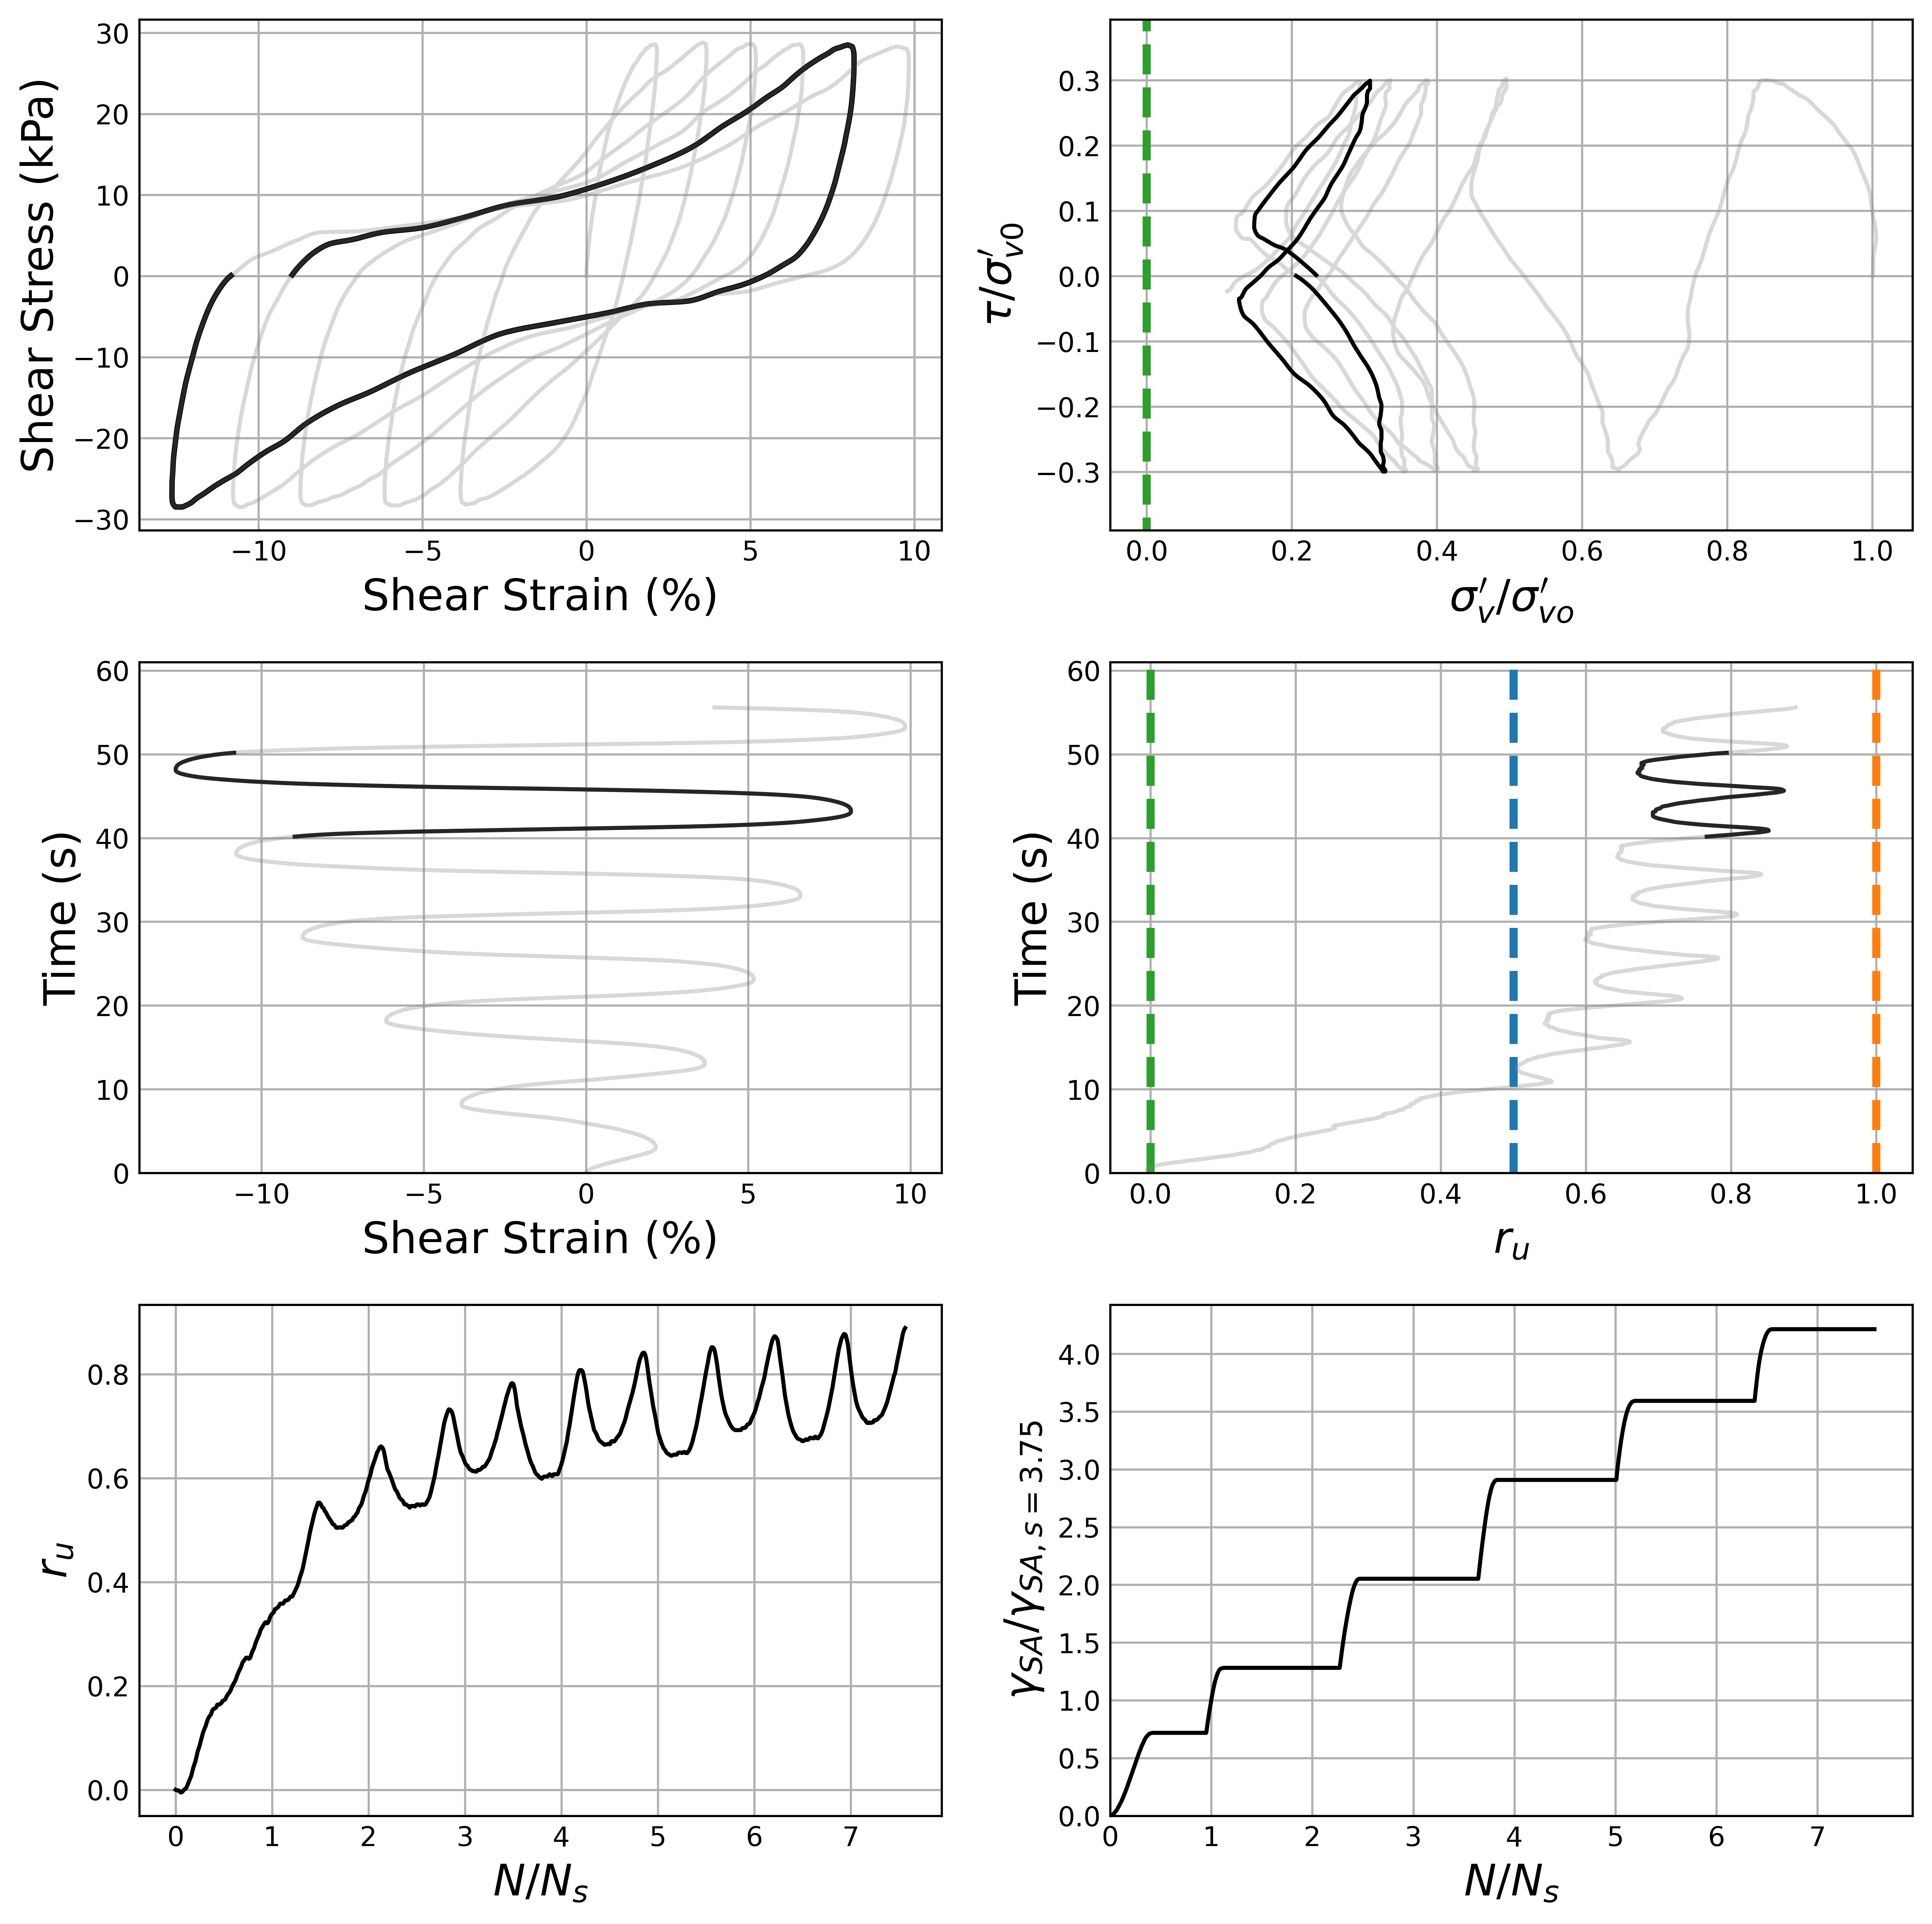 30
20
10
0
−10
−20
−30
Shear Stress (kPa)
−10 −5 0 5 10
Shear Strain (%)
0.3
0.2
0.1
0.0
−0.1
−0.2
−0.3
τ/σ′v0
0.0 0.2 0.4 0.6 0.8 1.0
σ′v/σ′vo
60
50
40
30
20
10
0
Time (s)
−10 −5 0 5 10
Shear Strain (%)
60
50
40
30
20
10
0
Time (s)
0.0 0.2 0.4 0.6 0.8 1.0
ru
0.8
0.6
0.4
0.2
0.0
ru
0 1 2 3 4 5 6 7
N/Ns
4.0
3.5
3.0
2.5
2.0
1.5
1.0
0.5
0.0
γSA/γSA, s = 3.75
0 1 2 3 4 5 6 7
N/Ns